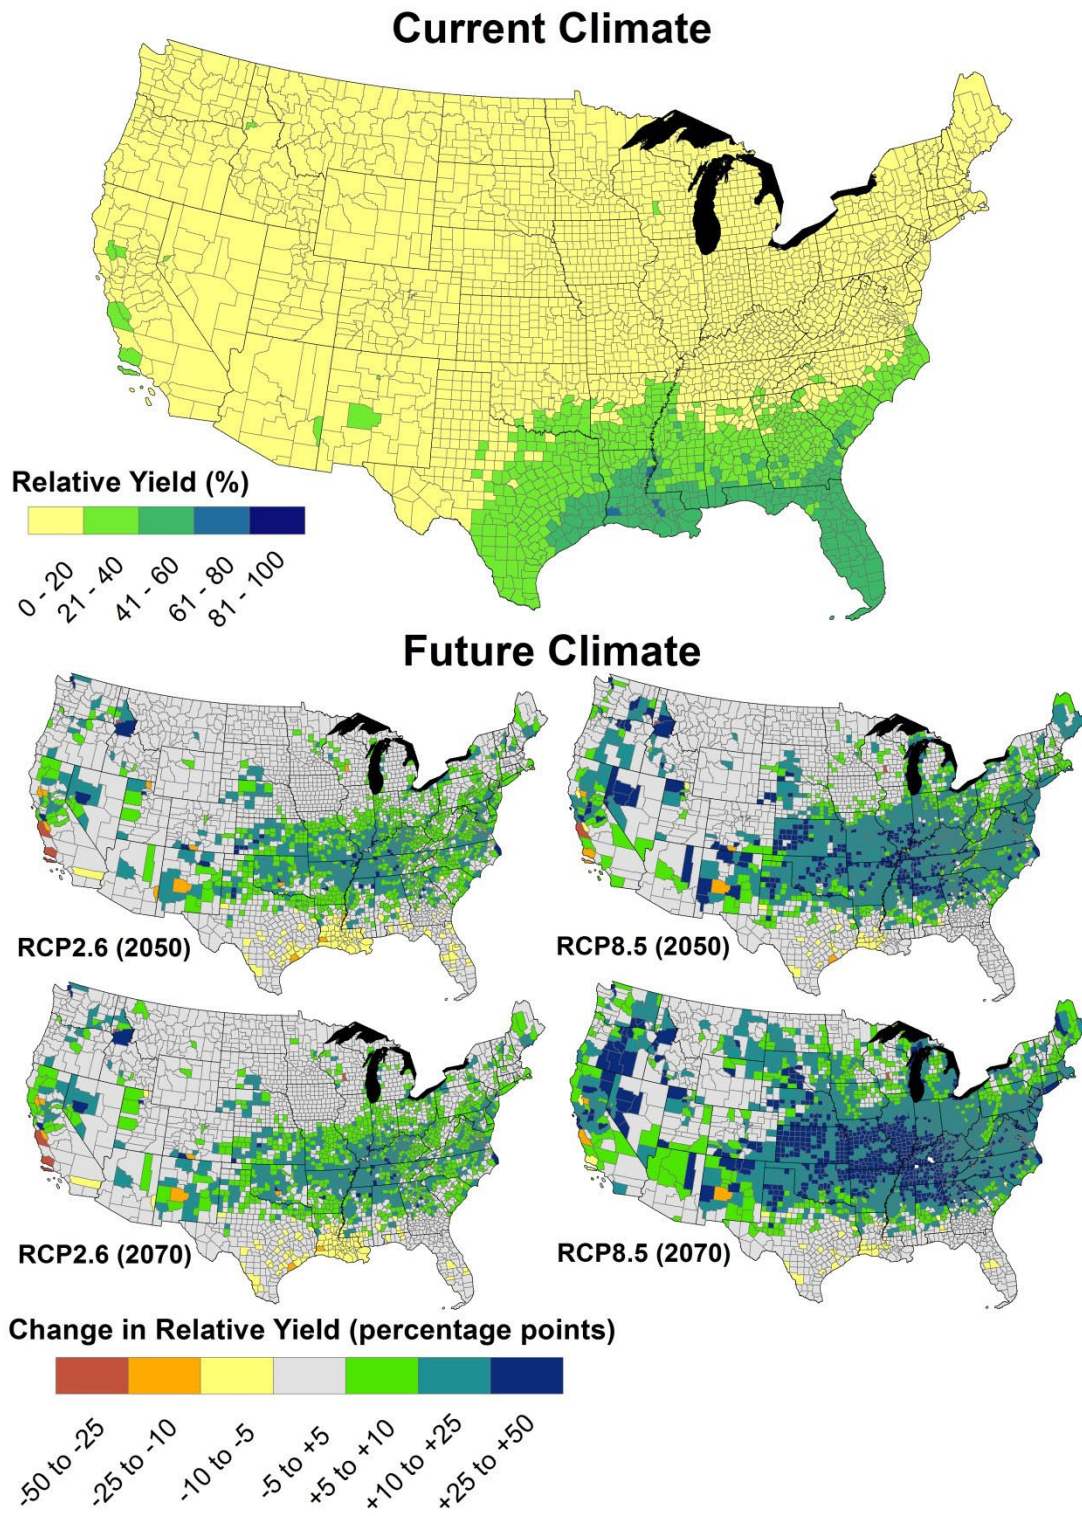 Current Climate
Relative Yield (%)
0 - 20
21 - 40
41 - 60
61 - 80
81 - 100
Future Climate
RCP2.6 (2050)
RCP8.5 (2050)
RCP2.6 (2070)
RCP8.5 (2070)
Change in Relative Yield (percentage points)
-50 to -25
-25 to -10
-10 to -5
-5 to +5
+5 to +10
+10 to +25
+25 to +50